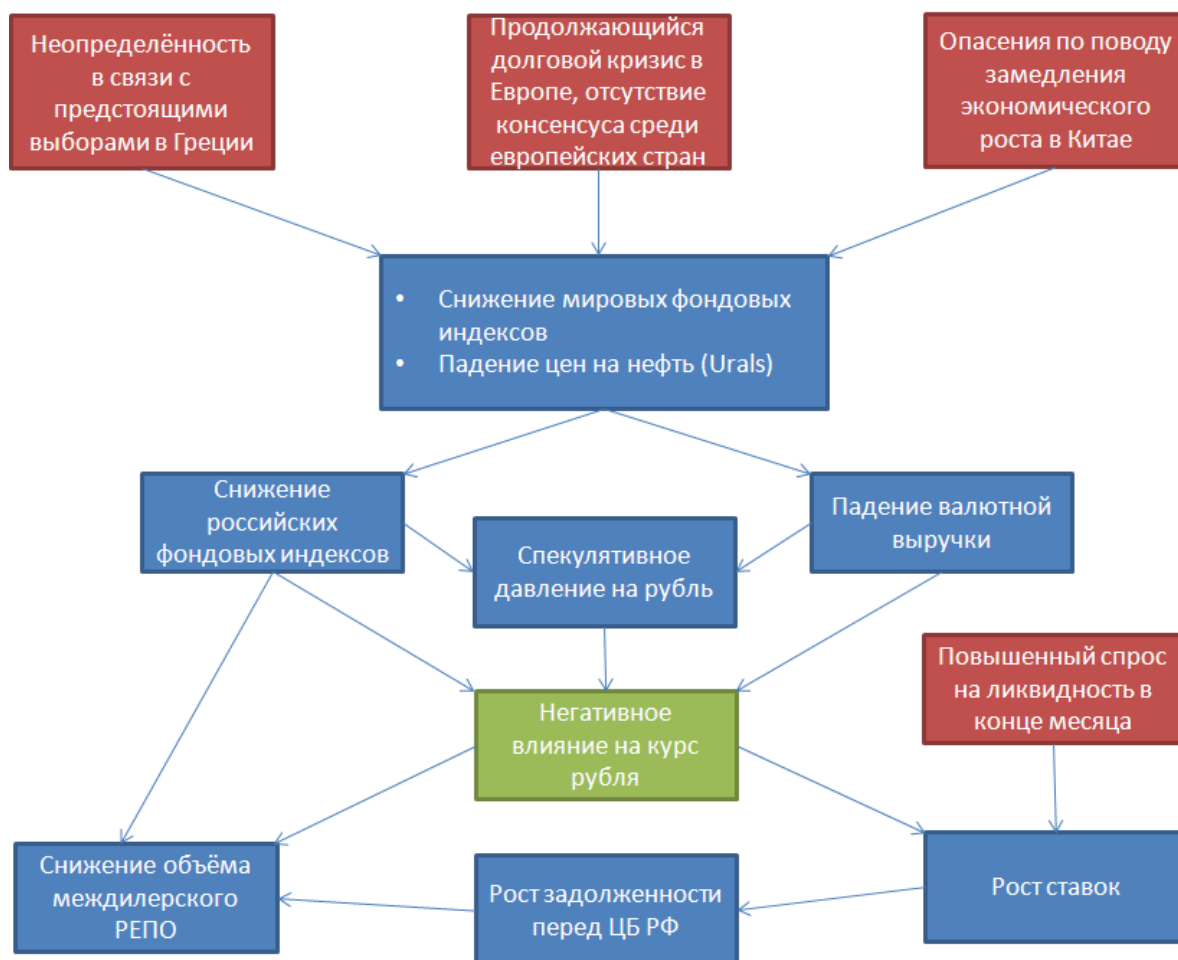 Неопределённость
в связи с
предстоящими
выборами в Греции
Продолжающийся
долговой кризис в
Европе, отсутствие
консенсуса среди
европейских стран
Опасения по поводу
замедления
экономического
роста в Китае
• Снижение мировых фондовых
индексов
• Падение цен на нефть (Urals)
Снижение
российских
фондовых индексов
Спекулятивное
давление на рубль
Падение валютной
выручки
Негативное
влияние на курс
рубля
Повышенный спрос
на ликвидность в
конце месяца
Снижение объёма
междилерского
РЕПО
Рост задолженности
перед ЦБ РФ
Рост ставок